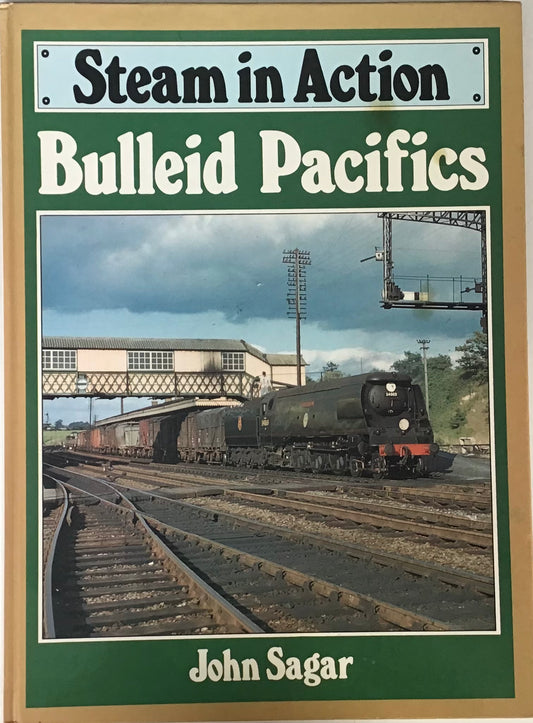 Steam in Action
Bulleid Pacifics
John Sagar